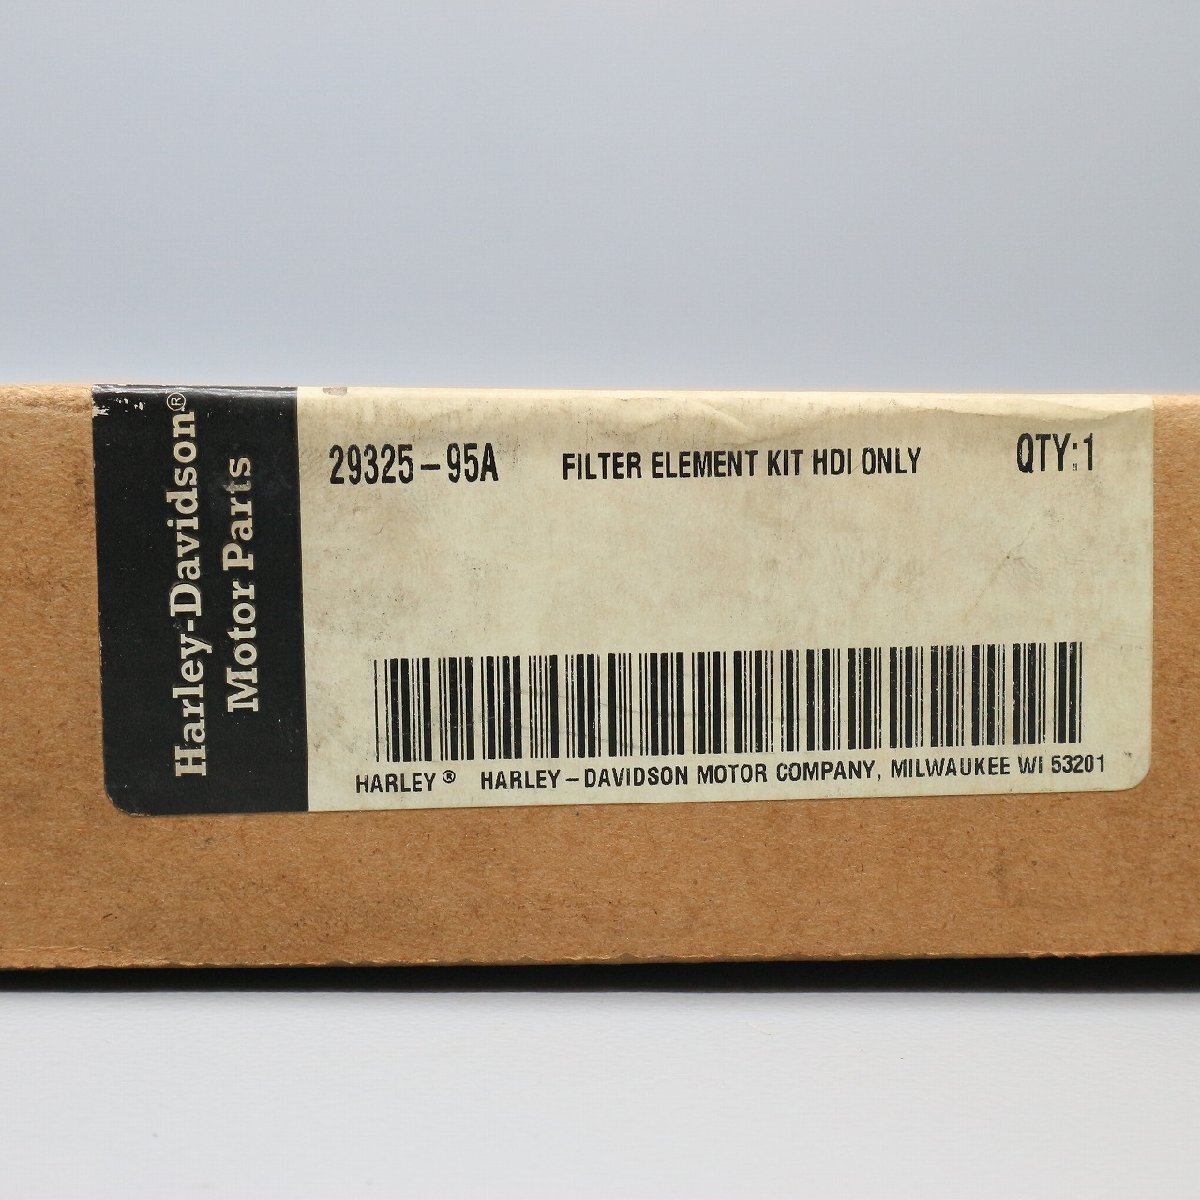 Harley-Davidson®
Motor Parts
29325-95A FILTER ELEMENT KIT HDI ONLY QTY:1
HARLEY® HARLEY-DAVIDSON MOTOR COMPANY, MILWAUKEE WI 53201